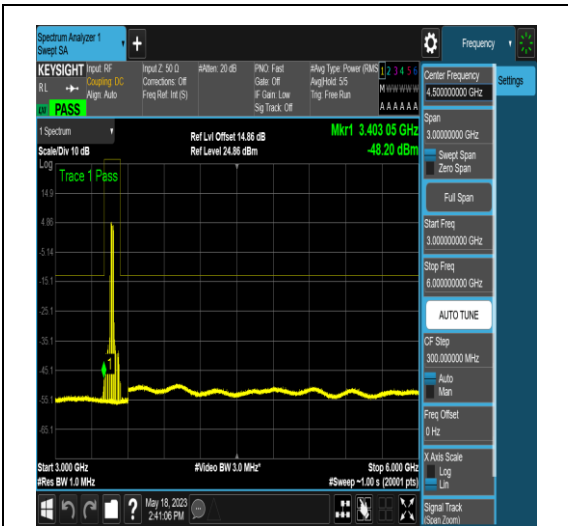 Spectrum Analyzer 1
Swept SA
Frequency
KEYSIGHT
RL
PASS
Input: RF
Coupling: DC
Align: Auto
Input Z: 50 Ω
Corrections: Off
Freq Ref: Int (S)
#Atten: 20 dB
PNO: Fast
Gate: Off
IF Gain: Low
Sig Track: Off
#Avg Type: Power (RMS
Avg|Hold: 5/5
Trig: Free Run
1 2 3 4 5 6
M W W W W W
A A A A A A
1 Spectrum
Scale/Div 10 dB
Ref Lvl Offset 14.86 dB
Ref Level 24.86 dBm
Mkr1 3.403 05 GHz
-48.20 dBm
Log
Trace 1 Pass
14.9
4.86
-5.14
-15.1
-25.1
-35.1
-45.1
-55.1
-65.1
1
Start 3.000 GHz
#Res BW 1.0 MHz
#Video BW 3.0 MHz*
Stop 6.000 GHz
#Sweep ~1.00 s (20001 pts)
Center Frequency
4.500000000 GHz
Settings
Span
3.00000000 GHz
Swept Span
Zero Span
Full Span
Start Freq
3.000000000 GHz
Stop Freq
6.000000000 GHz
AUTO TUNE
CF Step
300.000000 MHz
Auto
Man
Freq Offset
0 Hz
X Axis Scale
Log
Lin
Signal Track
(Span Zoom)
?
May 18, 2023
2:41:06 PM